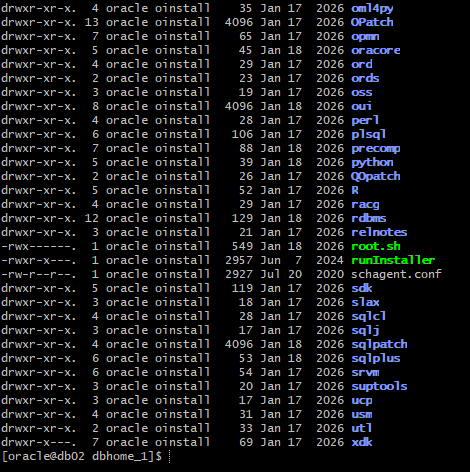 drwxr-xr-x.  4 oracle oinstall    35 Jan 17  2026 oml4py
drwxr-xr-x. 13 oracle oinstall  4096 Jan 18  2026 OPatch
drwxr-xr-x.  7 oracle oinstall    65 Jan 17  2026 opmn
drwxr-xr-x.  5 oracle oinstall    45 Jan 18  2026 oracore
drwxr-xr-x.  4 oracle oinstall    29 Jan 17  2026 ord
drwxr-xr-x.  2 oracle oinstall    23 Jan 17  2026 ords
drwxr-xr-x.  3 oracle oinstall    19 Jan 17  2026 oss
drwxr-xr-x.  8 oracle oinstall  4096 Jan 18  2026 oui
drwxr-xr-x.  4 oracle oinstall    28 Jan 17  2026 perl
drwxr-xr-x.  6 oracle oinstall   106 Jan 17  2026 plsql
drwxr-xr-x.  7 oracle oinstall    88 Jan 18  2026 precomp
drwxr-xr-x.  5 oracle oinstall    39 Jan 18  2026 python
drwxr-xr-x.  2 oracle oinstall    26 Jan 17  2026 QOpatch
drwxr-xr-x.  5 oracle oinstall    52 Jan 17  2026 R
drwxr-xr-x.  4 oracle oinstall    29 Jan 17  2026 racg
drwxr-xr-x. 12 oracle oinstall   129 Jan 18  2026 rdbms
drwxr-xr-x.  3 oracle oinstall    21 Jan 17  2026 relnotes
-rwx------.  1 oracle oinstall   549 Jan 18  2026 root.sh
-rwxr-x---.  1 oracle oinstall  2957 Jun  7  2024 runInstaller
-rw-r--r--.  1 oracle oinstall  2927 Jul 20  2020 schagent.conf
drwxr-xr-x.  5 oracle oinstall   119 Jan 17  2026 sdk
drwxr-xr-x.  3 oracle oinstall    18 Jan 17  2026 slax
drwxr-xr-x.  4 oracle oinstall    28 Jan 17  2026 sqlcl
drwxr-xr-x.  3 oracle oinstall    17 Jan 17  2026 sqlj
drwxr-xr-x.  4 oracle oinstall  4096 Jan 18  2026 sqlpatch
drwxr-xr-x.  6 oracle oinstall    53 Jan 18  2026 sqlplus
drwxr-xr-x.  6 oracle oinstall    54 Jan 17  2026 srvm
drwxr-xr-x.  3 oracle oinstall    20 Jan 17  2026 suptools
drwxr-xr-x.  3 oracle oinstall    17 Jan 17  2026 ucp
drwxr-xr-x.  4 oracle oinstall    31 Jan 17  2026 usm
drwxr-xr-x.  2 oracle oinstall    33 Jan 17  2026 utl
drwxr-x---.  7 oracle oinstall    69 Jan 17  2026 xdk
[oracle@db02 dbhome_1]$